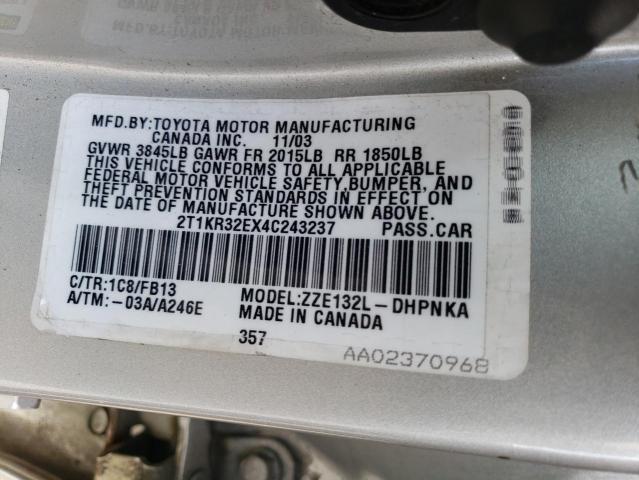 MFD.BY:TOYOTA MOTOR MANUFACTURING
CANADA INC. 11/03
GVWR 3845LB GAWR FR 2015LB RR 1850LB
THIS VEHICLE CONFORMS TO ALL APPLICABLE
FEDERAL MOTOR VEHICLE SAFETY,BUMPER, AND
THEFT PREVENTION STANDARDS IN EFFECT ON
THE DATE OF MANUFACTURE SHOWN ABOVE.
2T1KR32EX4C243237 PASS.CAR
C/TR:1C8/FB13 MODEL:ZZE132L-DHPNKA
A/TM:-03A/A246E MADE IN CANADA
357
AA02370968